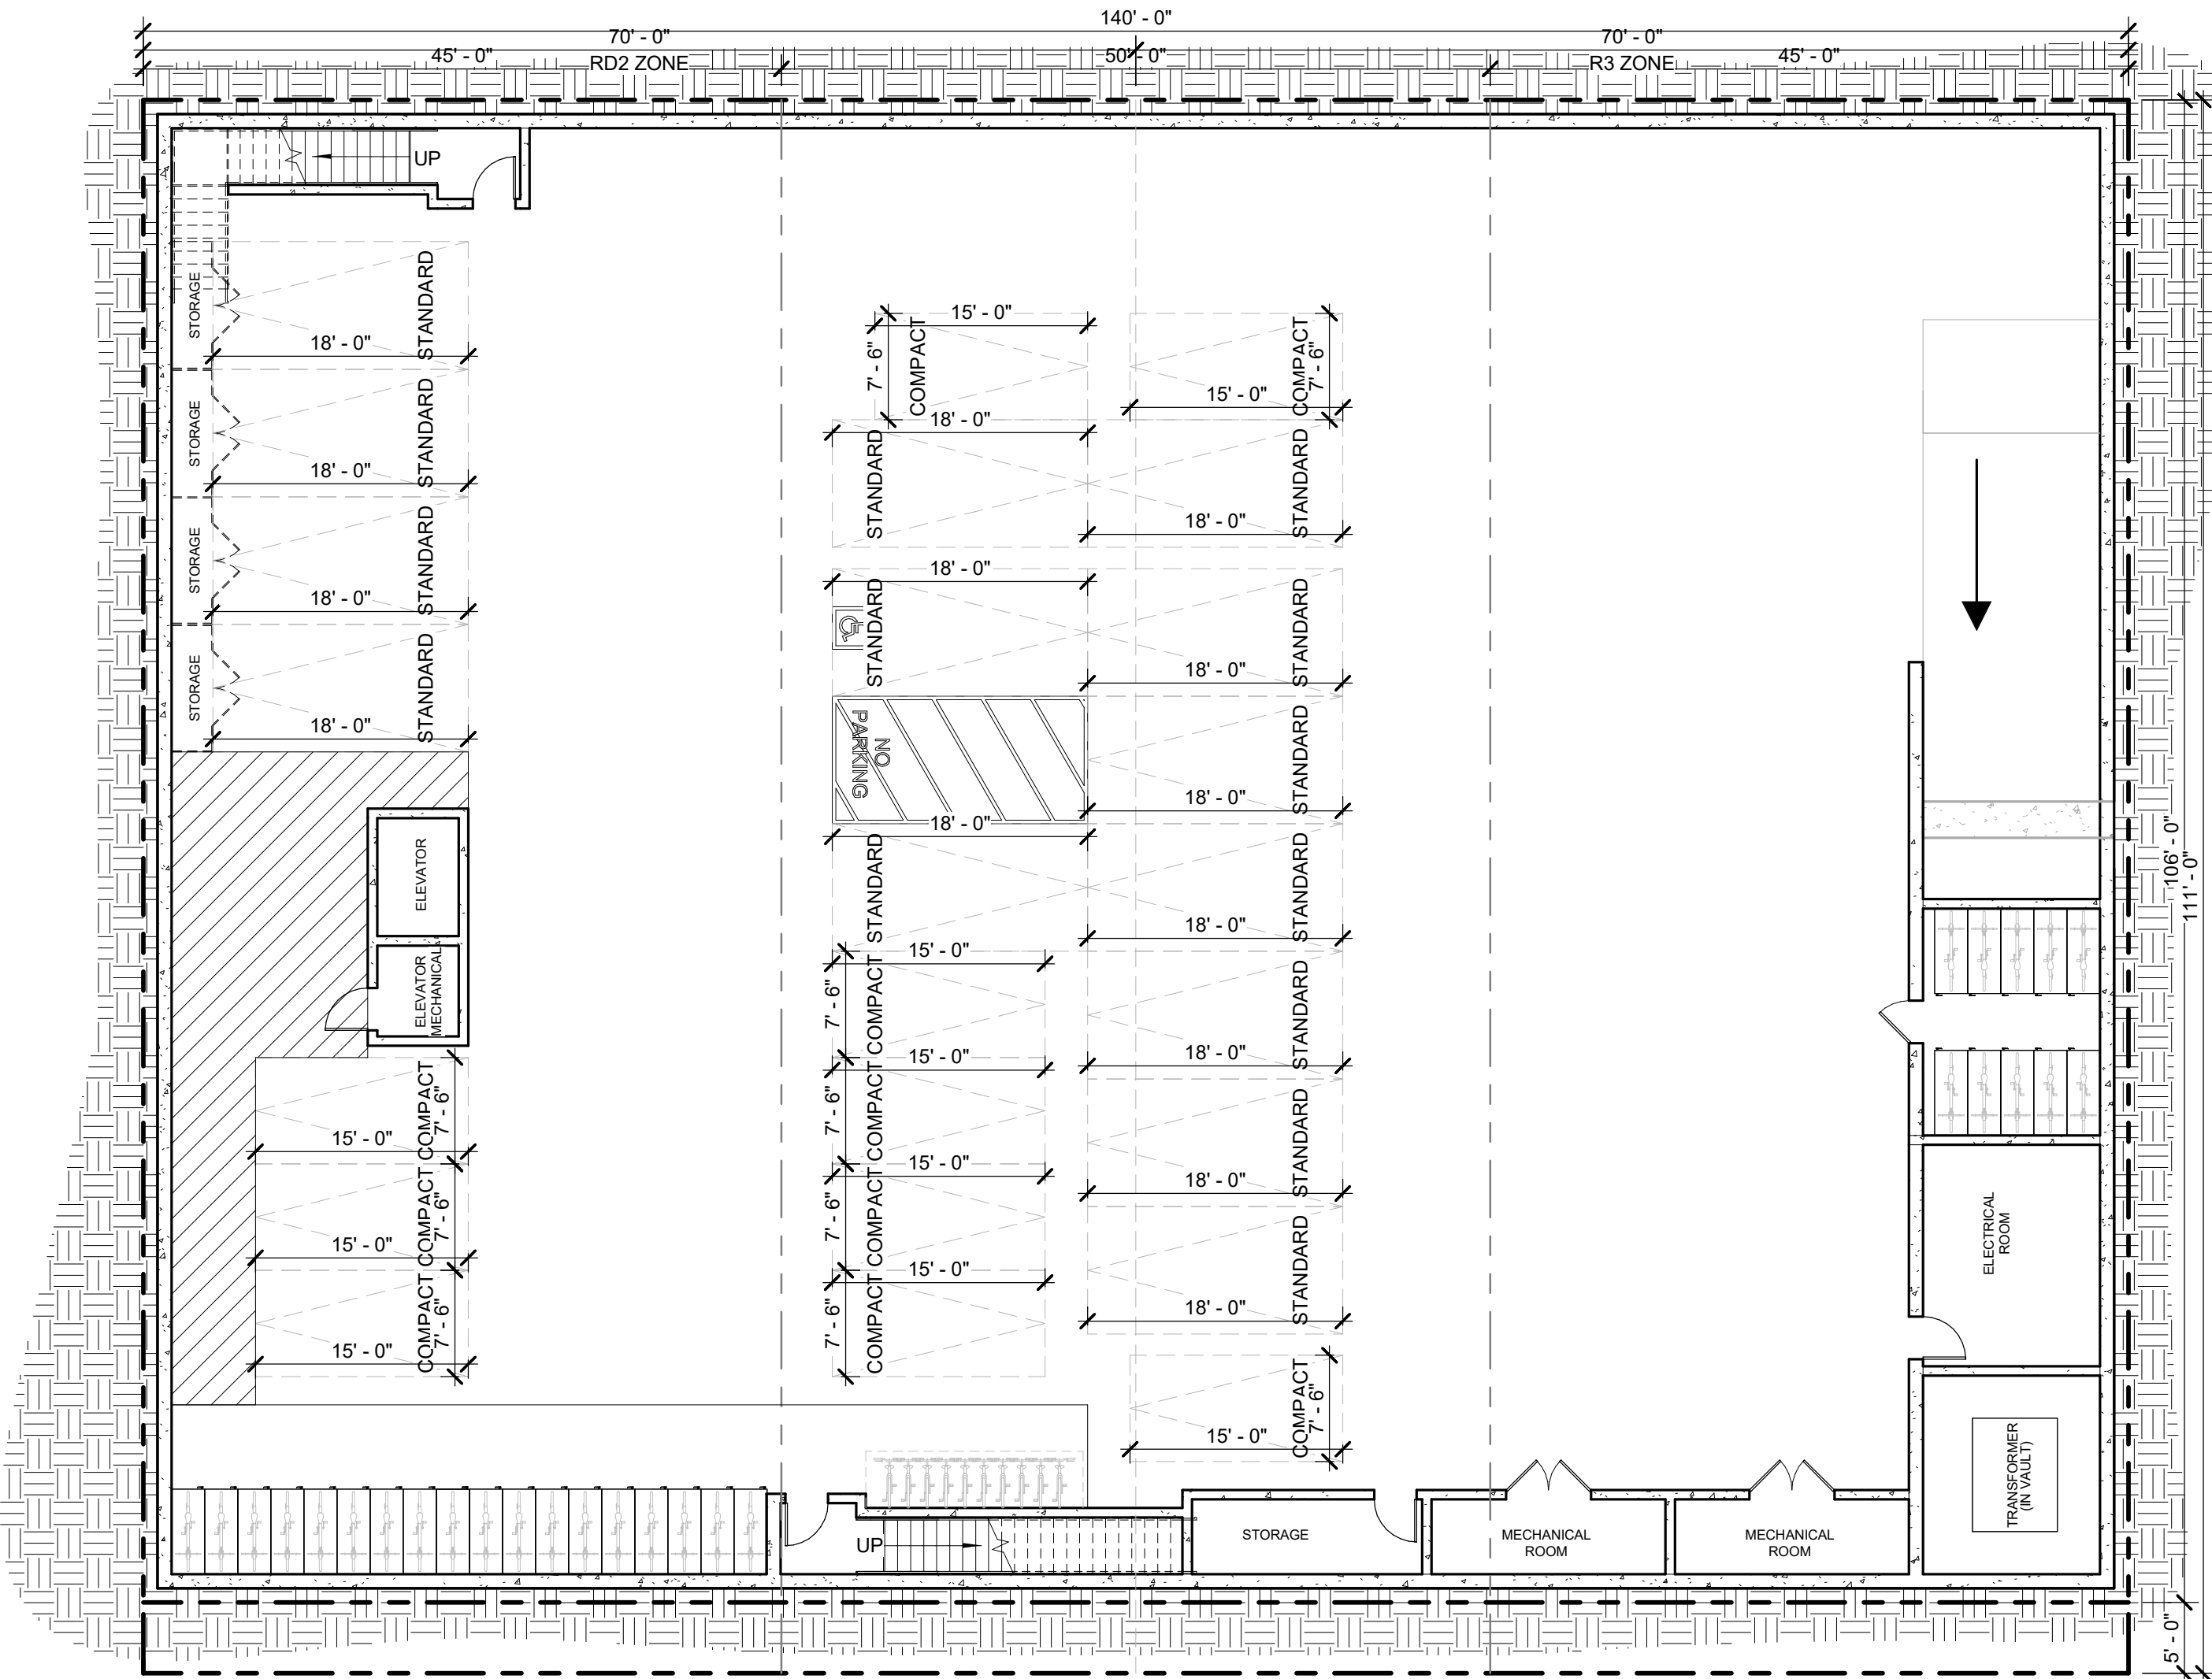 140' - 0"
70' - 0"
70' - 0"
45' - 0"
RD2 ZONE
50' - 0"
R3 ZONE
45' - 0"
UP
STORAGE
18' - 0"
STANDARD
STORAGE
18' - 0"
STANDARD
STORAGE
18' - 0"
STANDARD
STORAGE
18' - 0"
STANDARD
ELEVATOR
ELEVATOR
MECHANICAL
COMPACT
7' - 6"
15' - 0"
COMPACT
7' - 6"
15' - 0"
COMPACT
7' - 6"
15' - 0"
15' - 0"
7' - 6"
COMPACT
18' - 0"
STANDARD
18' - 0"
STANDARD
NO
PARKING
18' - 0"
STANDARD
15' - 0"
7' - 6"
COMPACT
15' - 0"
7' - 6"
COMPACT
15' - 0"
7' - 6"
COMPACT
15' - 0"
7' - 6"
COMPACT
COMPACT
7' - 6"
15' - 0"
STANDARD
18' - 0"
STANDARD
18' - 0"
STANDARD
18' - 0"
STANDARD
18' - 0"
STANDARD
18' - 0"
STANDARD
18' - 0"
STANDARD
18' - 0"
COMPACT
7' - 6"
15' - 0"
106' - 0"
111' - 0"
5' - 0"
ELECTRICAL
ROOM
TRANSFORMER
(IN VAULT)
UP
STORAGE
MECHANICAL
ROOM
MECHANICAL
ROOM